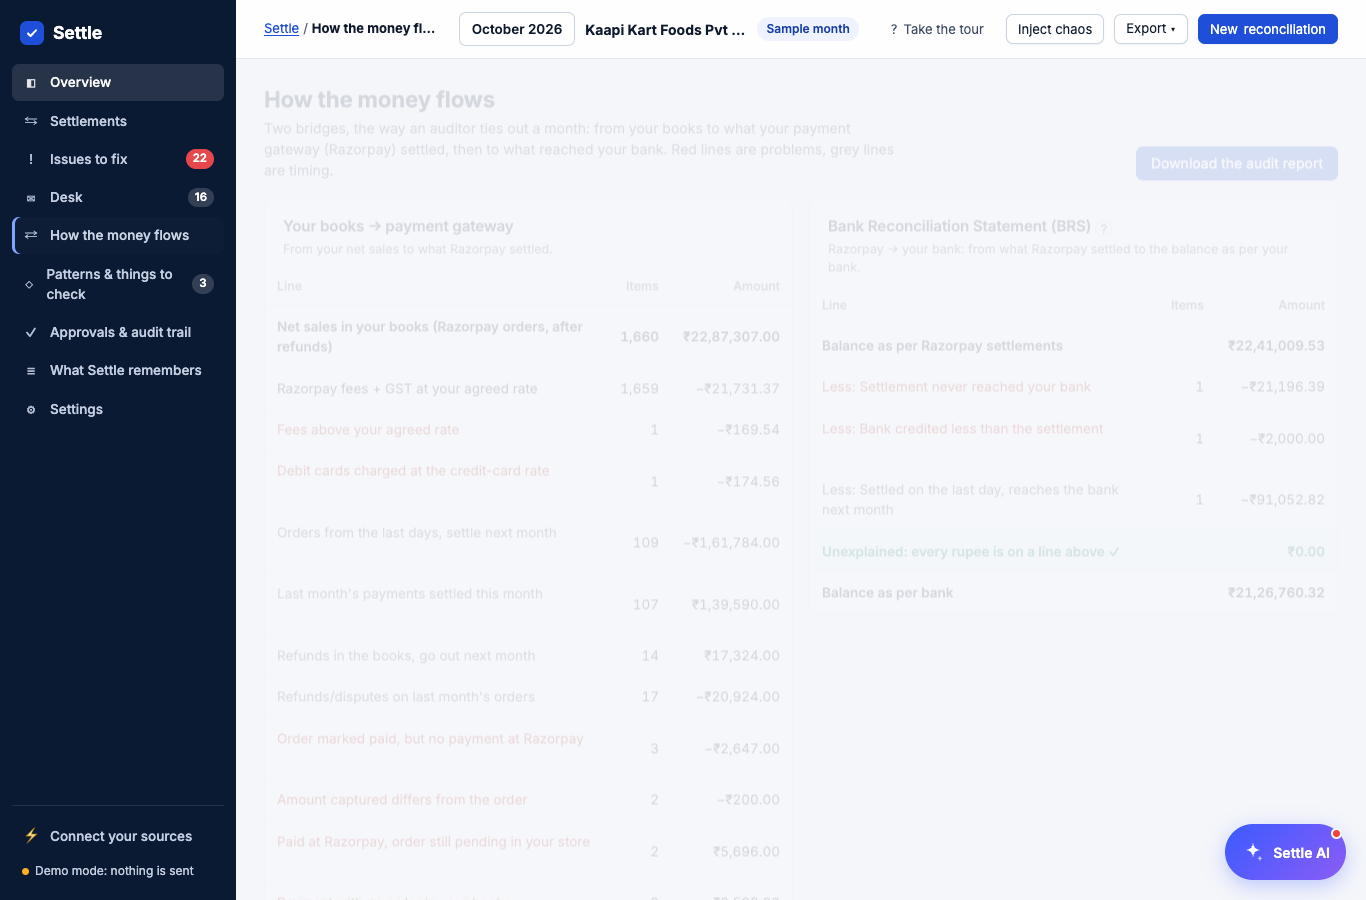 Settle
Overview
Settlements
Issues to fix 22
Desk 16
How the money flows
Patterns & things to
check 3
Approvals & audit trail
What Settle remembers
Settings
Connect your sources
Demo mode: nothing is sent
Settle / How the money fl...
October 2026
Kaapi Kart Foods Pvt ...
Sample month
? Take the tour
Inject chaos
Export
New reconciliation
How the money flows
Two bridges, the way an auditor ties out a month: from your books to what your payment
gateway (Razorpay) settled, then to what reached your bank. Red lines are problems, grey lines
are timing.
Download the audit report
Your books → payment gateway
From your net sales to what Razorpay settled.
Line Items Amount
Net sales in your books (Razorpay orders, after
refunds) 1,660 ₹22,87,307.00
Razorpay fees + GST at your agreed rate 1,659 −₹21,731.37
Fees above your agreed rate 1 −₹169.54
Debit cards charged at the credit-card rate 1 −₹174.56
Orders from the last days, settle next month 109 −₹1,61,784.00
Last month's payments settled this month 107 ₹1,39,590.00
Refunds in the books, go out next month 14 ₹17,324.00
Refunds/disputes on last month's orders 17 −₹20,924.00
Order marked paid, but no payment at Razorpay 3 −₹2,647.00
Amount captured differs from the order 2 −₹200.00
Paid at Razorpay, order still pending in your store 2 ₹5,696.00
Bank Reconciliation Statement (BRS) ?
Razorpay → your bank: from what Razorpay settled to the balance as per your
bank.
Line Items Amount
Balance as per Razorpay settlements ₹22,41,009.53
Less: Settlement never reached your bank 1 −₹21,196.39
Less: Bank credited less than the settlement 1 −₹2,000.00
Less: Settled on the last day, reaches the bank
next month 1 −₹91,052.82
Unexplained: every rupee is on a line above ✓ ₹0.00
Balance as per bank ₹21,26,760.32
Settle AI